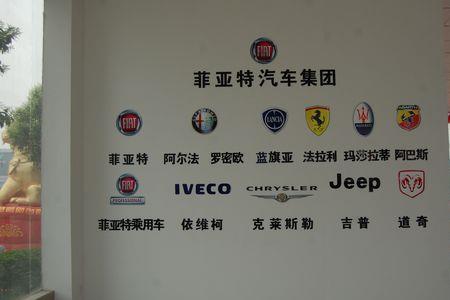 FIAT
菲亚特汽车集团
FIAT LANCIA
菲亚特 阿尔法 罗密欧 蓝旗亚 法拉利 玛莎拉蒂 阿巴斯
FIAT PROFESSIONAL IVECO CHRYSLER Jeep
菲亚特乘用车 依维柯 克莱斯勒 吉普 道奇